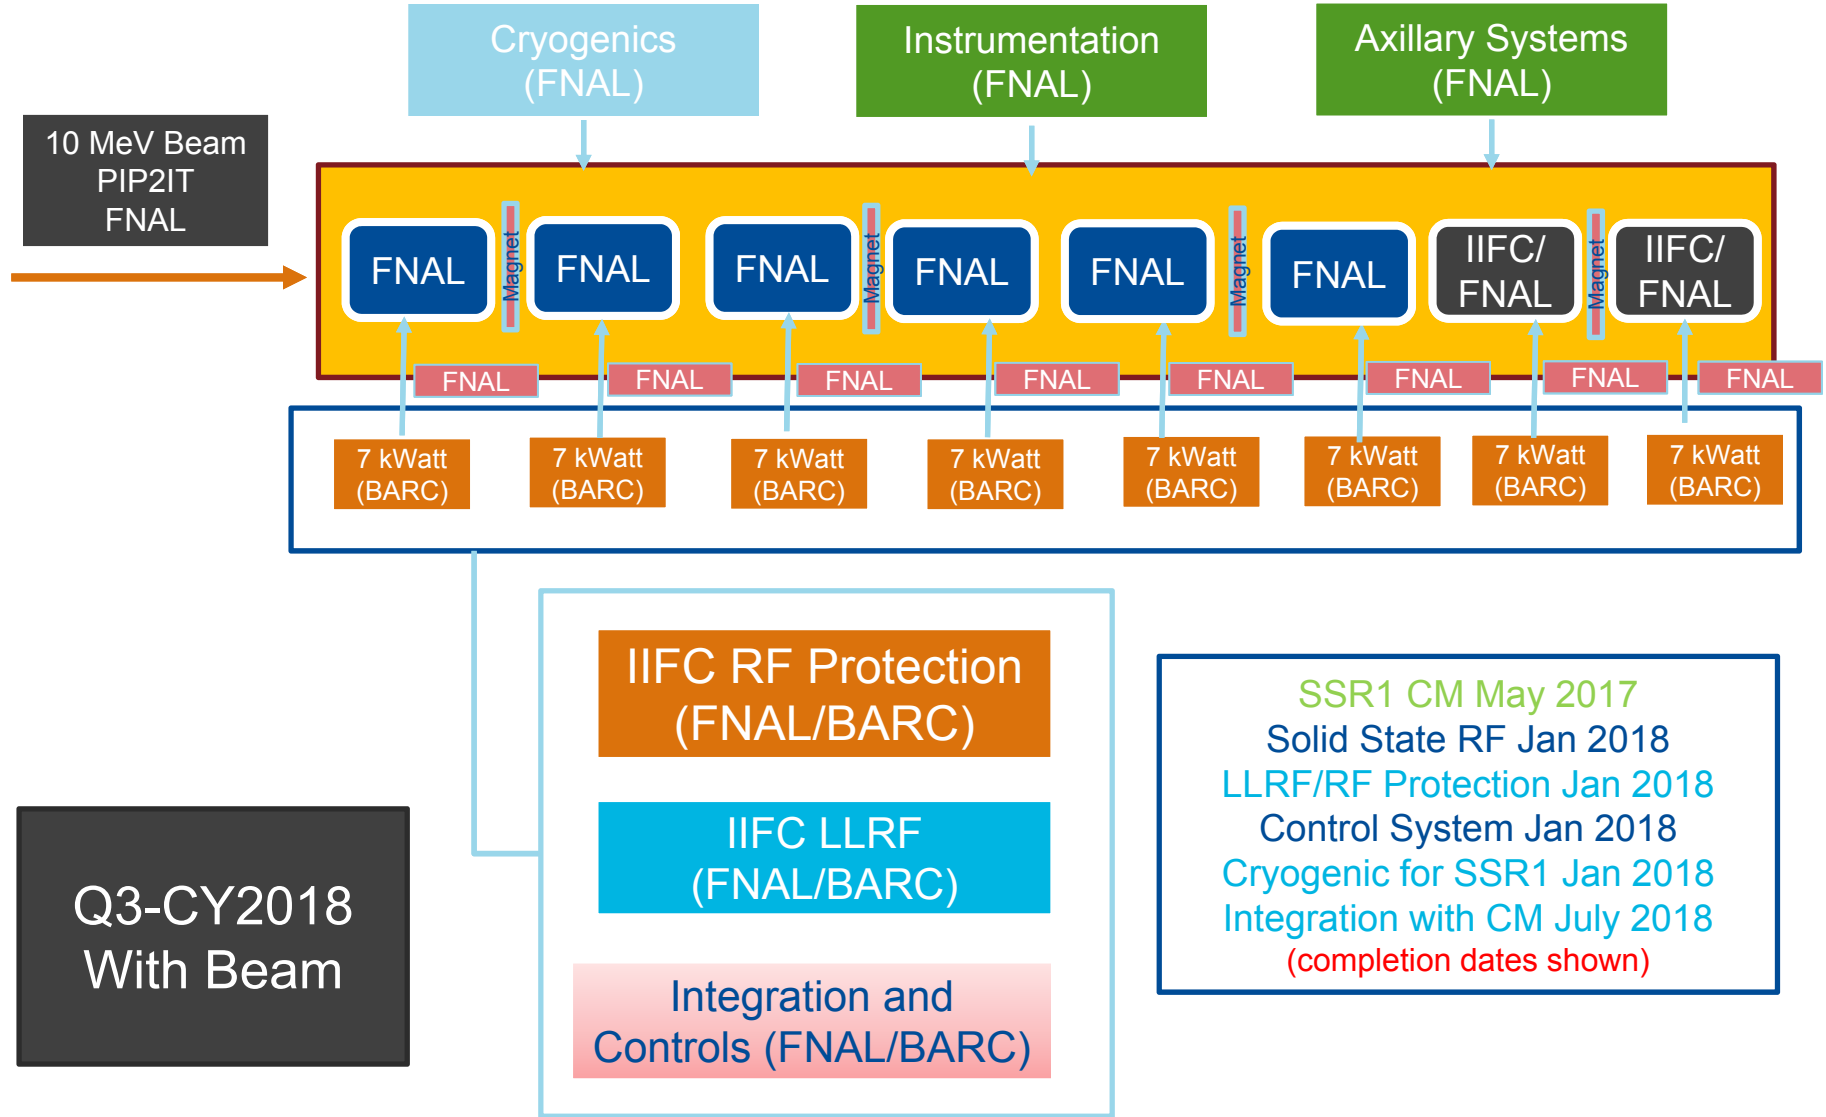 Cryogenics
(FNAL)
Instrumentation
(FNAL)
Axillary Systems
(FNAL)
10 MeV Beam
PIP2IT
FNAL
FNAL
Magnet
FNAL
FNAL
Magnet
FNAL
FNAL
Magnet
FNAL
IIFC/
FNAL
Magnet
IIFC/
FNAL
FNAL
FNAL
FNAL
FNAL
FNAL
FNAL
FNAL
FNAL
7 kWatt
(BARC)
7 kWatt
(BARC)
7 kWatt
(BARC)
7 kWatt
(BARC)
7 kWatt
(BARC)
7 kWatt
(BARC)
7 kWatt
(BARC)
7 kWatt
(BARC)
IIFC RF Protection
(FNAL/BARC)
IIFC LLRF
(FNAL/BARC)
Integration and
Controls (FNAL/BARC)
SSR1 CM May 2017
Solid State RF Jan 2018
LLRF/RF Protection Jan 2018
Control System Jan 2018
Cryogenic for SSR1 Jan 2018
Integration with CM July 2018
(completion dates shown)
Q3-CY2018
With Beam